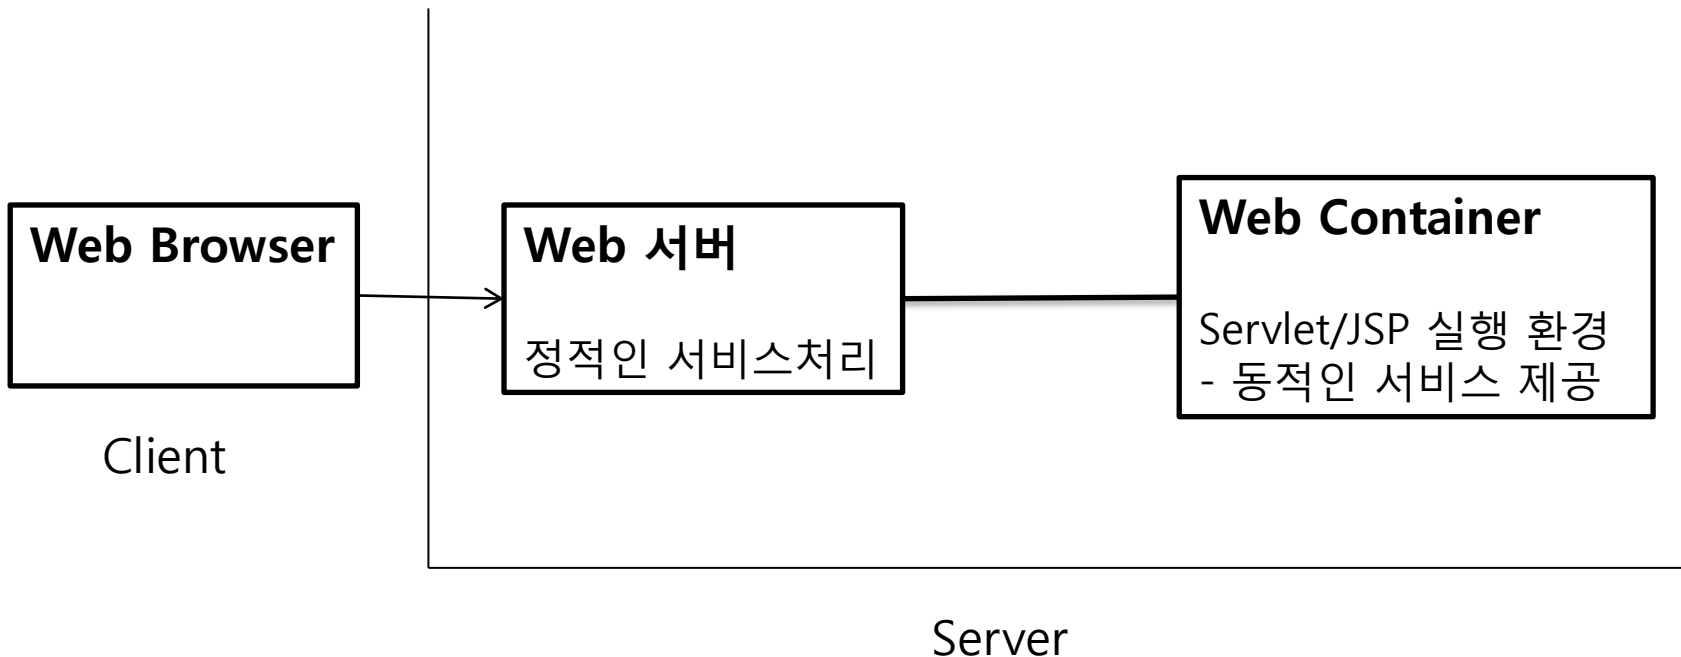 Web Browser
Client
Web 서버
정적인 서비스처리
Web Container
Servlet/JSP 실행 환경
- 동적인 서비스 제공
Server